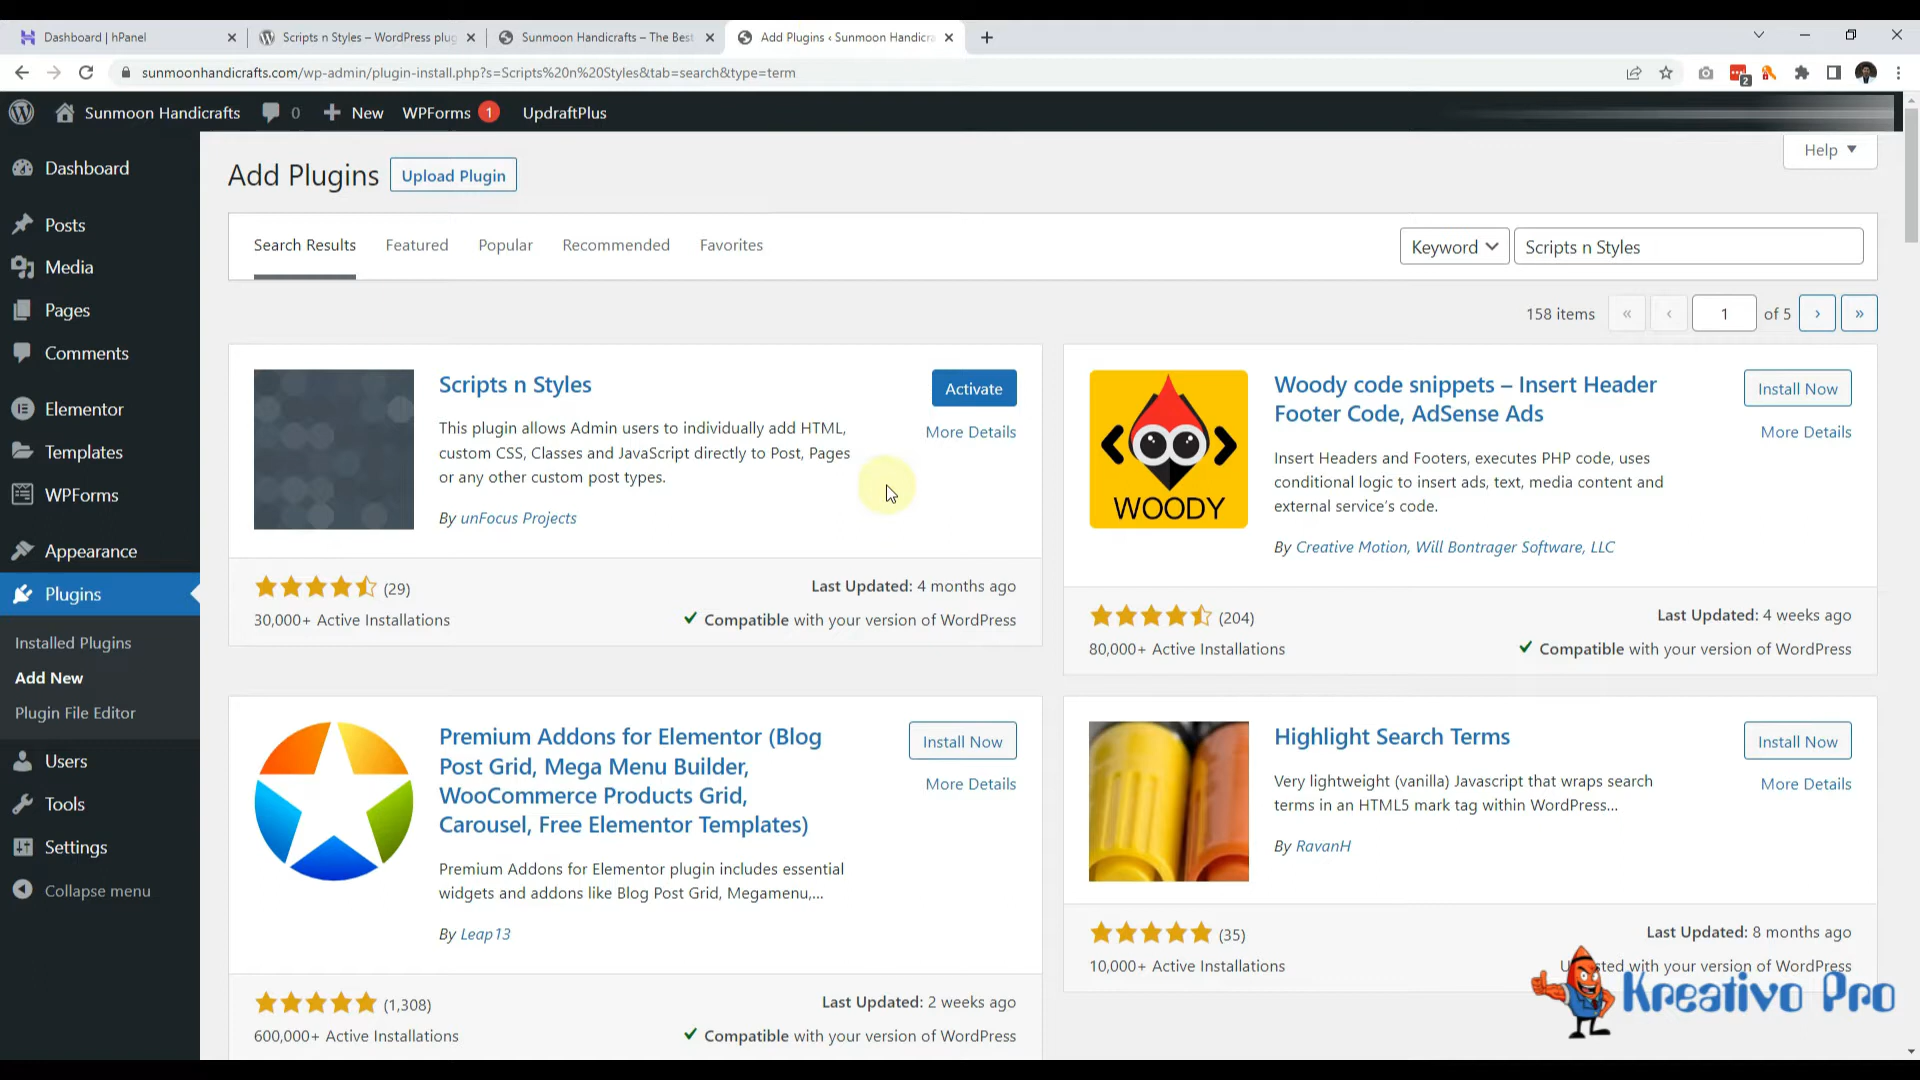 Dashboard | hPanel
Scripts n Styles – WordPress plug
Sunmoon Handicrafts – The Best
Add Plugins ‹ Sunmoon Handicra
sunmoonhandicrafts.com/wp-admin/plugin-install.php?s=Scripts%20n%20Styles&tab=search&type=term
2
Sunmoon Handicrafts
0
New
WPForms 1
UpdraftPlus
Dashboard
Posts
Media
Pages
Comments
Elementor
Templates
WPForms
Appearance
Plugins
Installed Plugins
Add New
Plugin File Editor
Users
Tools
Settings
Collapse menu
Help
Add Plugins
Upload Plugin
Search Results
Featured
Popular
Recommended
Favorites
Keyword
Scripts n Styles
158 items « ‹ 1 of 5 › »
Scripts n Styles
Activate
More Details
This plugin allows Admin users to individually add HTML,
custom CSS, Classes and JavaScript directly to Post, Pages
or any other custom post types.
By unFocus Projects
(29)
Last Updated: 4 months ago
30,000+ Active Installations
Compatible with your version of WordPress
WOODY
Woody code snippets – Insert Header
Footer Code, AdSense Ads
Install Now
More Details
Insert Headers and Footers, executes PHP code, uses
conditional logic to insert ads, text, media content and
external service’s code.
By Creative Motion, Will Bontrager Software, LLC
(204)
Last Updated: 4 weeks ago
80,000+ Active Installations
Compatible with your version of WordPress
Premium Addons for Elementor (Blog
Post Grid, Mega Menu Builder,
WooCommerce Products Grid,
Carousel, Free Elementor Templates)
Install Now
More Details
Premium Addons for Elementor plugin includes essential
widgets and addons like Blog Post Grid, Megamenu,...
By Leap13
(1,308)
Last Updated: 2 weeks ago
600,000+ Active Installations
Compatible with your version of WordPress
Highlight Search Terms
Install Now
More Details
Very lightweight (vanilla) Javascript that wraps search
terms in an HTML5 mark tag within WordPress...
By RavanH
(35)
Last Updated: 8 months ago
10,000+ Active Installations
with your version of WordPress
Kreativo Pro